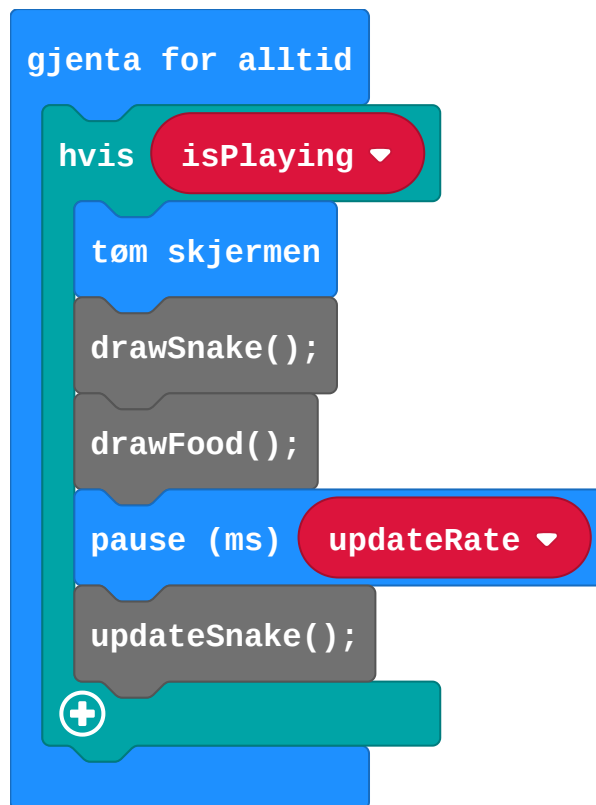 gjenta for alltid
hvis isPlaying
tøm skjermen
drawSnake();
drawFood();
pause (ms) updateRate
updateSnake();